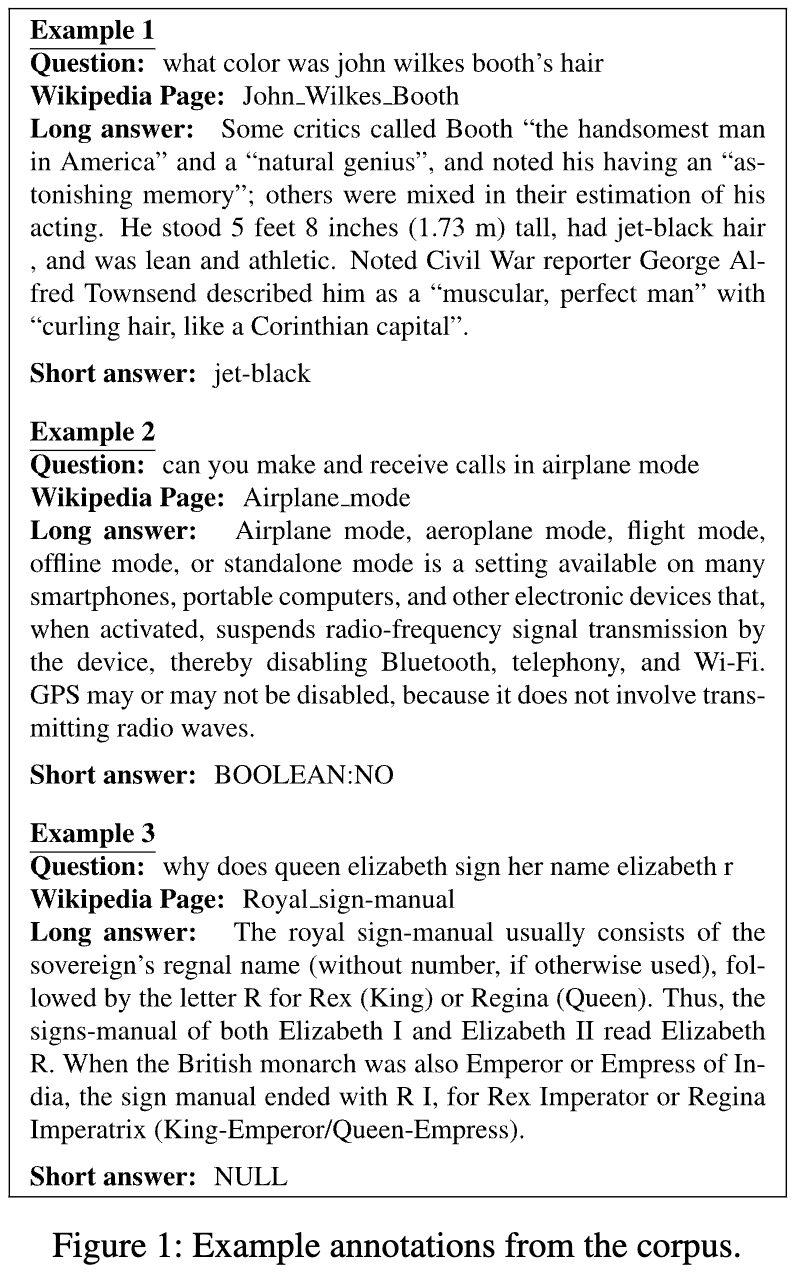 Example 1
Question: what color was john wilkes booth's hair
Wikipedia Page: John_Wilkes_Booth
Long answer: Some critics called Booth “the handsomest man
in America” and a “natural genius”, and noted his having an “as-
tonishing memory”; others were mixed in their estimation of his
acting. He stood 5 feet 8 inches (1.73 m) tall, had jet-black hair
, and was lean and athletic. Noted Civil War reporter George Al-
fred Townsend described him as a “muscular, perfect man” with
“curling hair, like a Corinthian capital”.
Short answer: jet-black
Example 2
Question: can you make and receive calls in airplane mode
Wikipedia Page: Airplane_mode
Long answer: Airplane mode, aeroplane mode, flight mode,
offline mode, or standalone mode is a setting available on many
smartphones, portable computers, and other electronic devices that,
when activated, suspends radio-frequency signal transmission by
the device, thereby disabling Bluetooth, telephony, and Wi-Fi.
GPS may or may not be disabled, because it does not involve trans-
mitting radio waves.
Short answer: BOOLEAN:NO
Example 3
Question: why does queen elizabeth sign her name elizabeth r
Wikipedia Page: Royal_sign-manual
Long answer: The royal sign-manual usually consists of the
sovereign's regnal name (without number, if otherwise used), fol-
lowed by the letter R for Rex (King) or Regina (Queen). Thus, the
signs-manual of both Elizabeth I and Elizabeth II read Elizabeth
R. When the British monarch was also Emperor or Empress of In-
dia, the sign manual ended with R I, for Rex Imperator or Regina
Imperatrix (King-Emperor/Queen-Empress).
Short answer: NULL
Figure 1: Example annotations from the corpus.